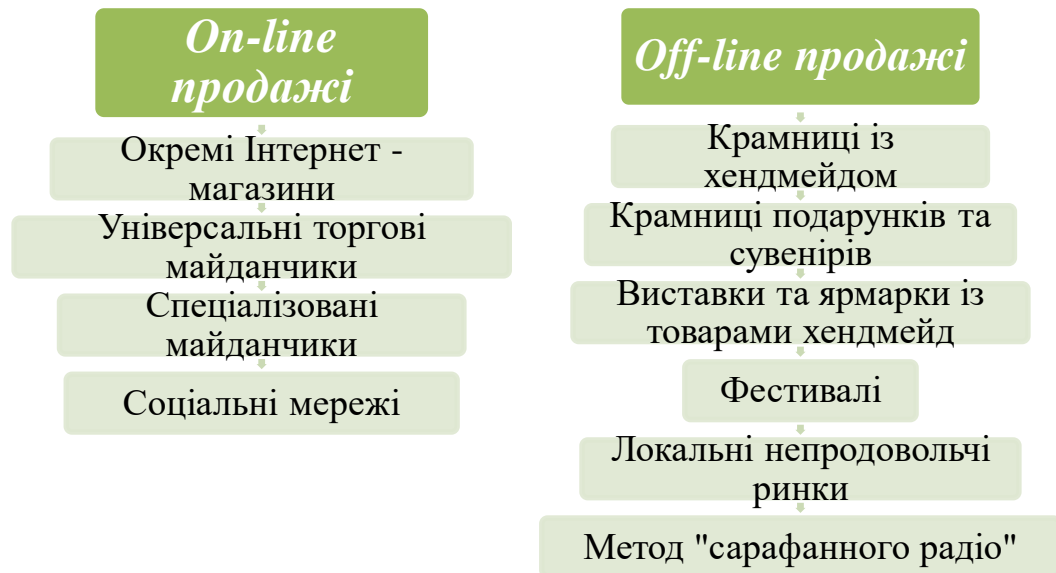 On-line
продажі
Окремі Інтернет -
магазини
Універсальні торгові
майданчики
Спеціалізовані
майданчики
Соціальні мережі
Off-line продажі
Крамниці із
хендмейдом
Крамниці подарунків та
сувенірів
Виставки та ярмарки із
товарами хендмейд
Фестивалі
Локальні непродовольчі
ринки
Метод "сарафанного радіо"